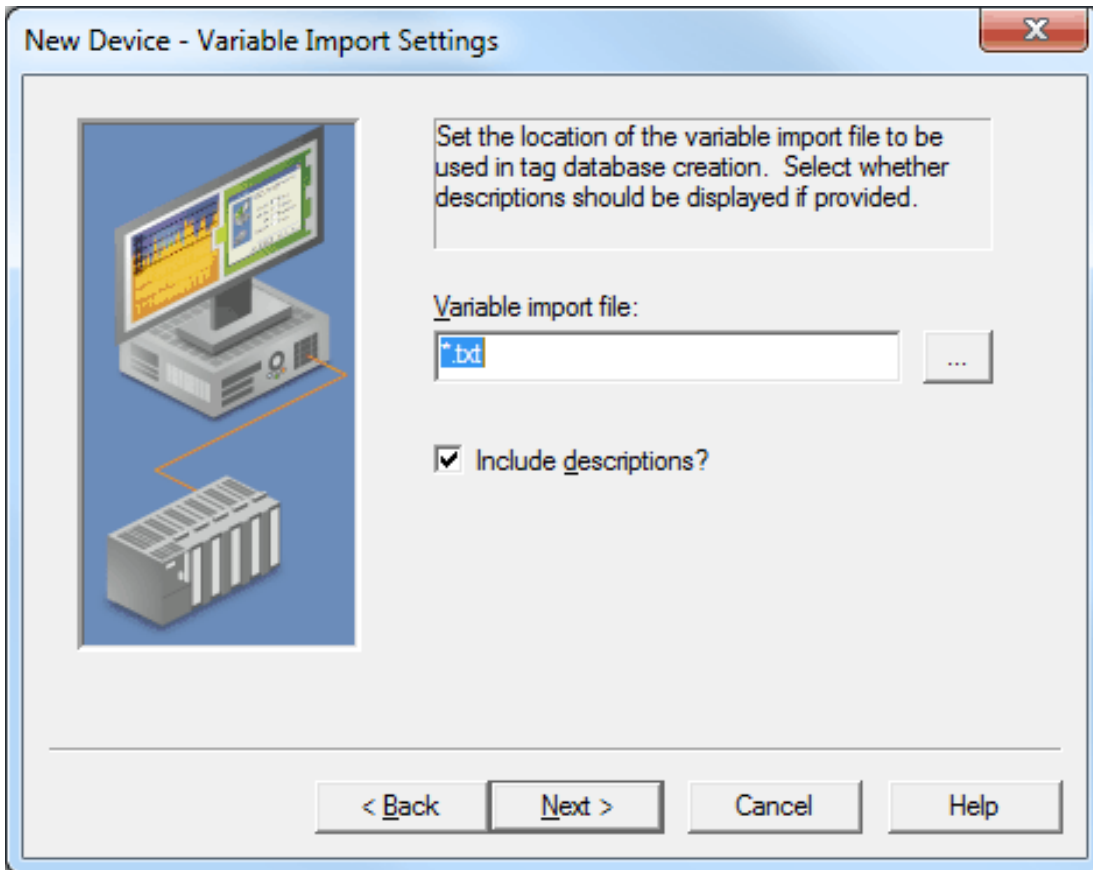 New Device - Variable Import Settings
Set the location of the variable import file to be
used in tag database creation.  Select whether
descriptions should be displayed if provided.
Variable import file:
*.txt
...
Include descriptions?
< Back
Next >
Cancel
Help